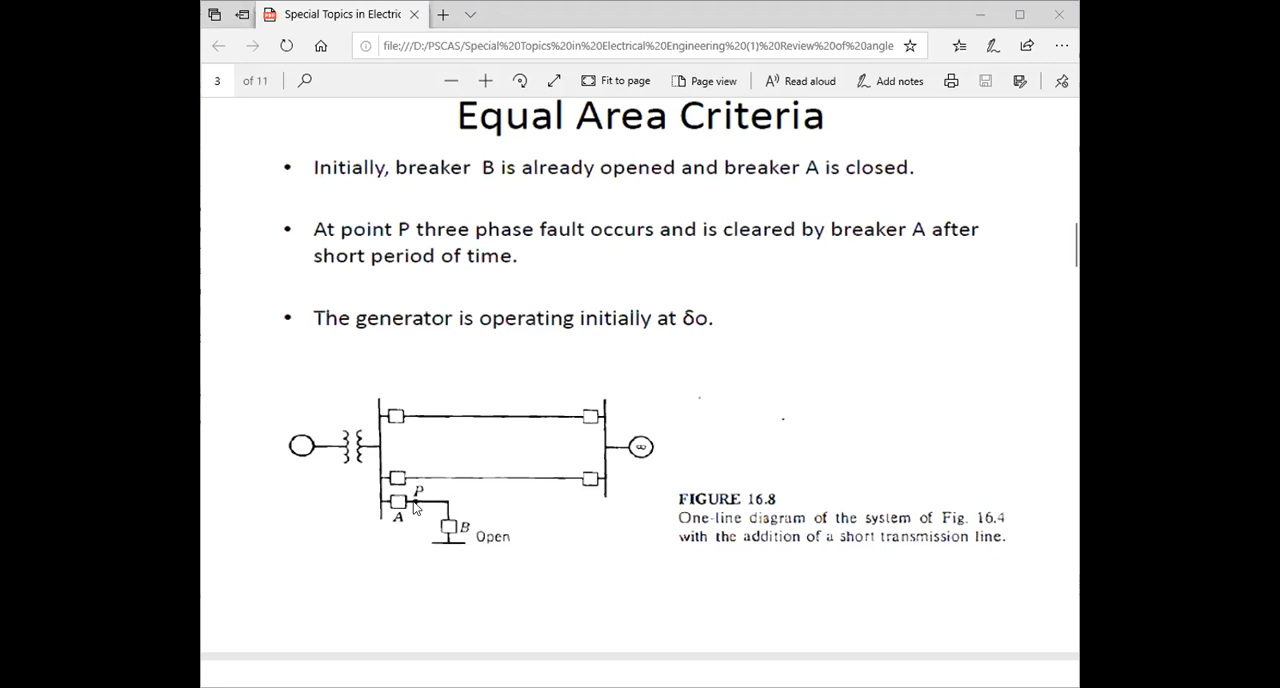 Special Topics in Electric
file:///D:/PSCAS/Special%20Topics%20in%20Electrical%20Engineering%20(1)%20Review%20of%20angle
3 of 11
Fit to page
Page view
Read aloud
Add notes
Equal Area Criteria
• Initially, breaker B is already opened and breaker A is closed.
• At point P three phase fault occurs and is cleared by breaker A after
short period of time.
• The generator is operating initially at δo.
∞
P
A
B
Open
FIGURE 16.8
One-line diagram of the system of Fig. 16.4
with the addition of a short transmission line.